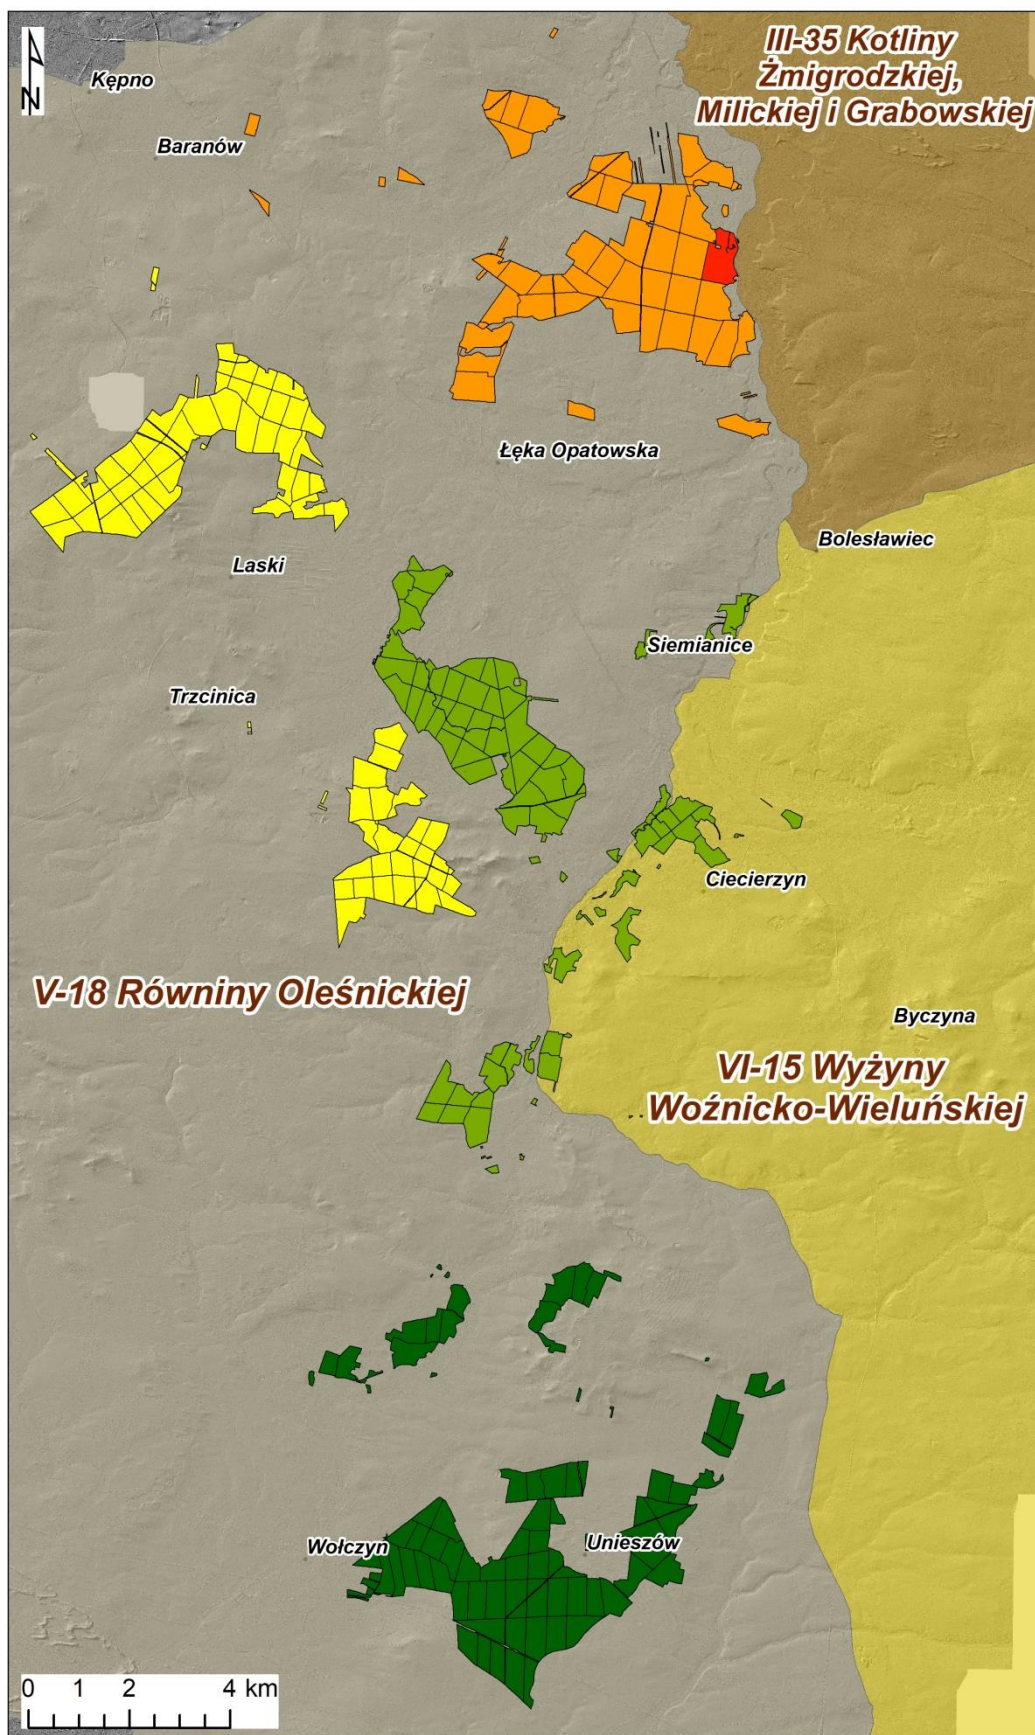 III-35 Kotliny
Żmigrodzkiej,
Milickiej i Grabowskiej
N
Kępno
Baranów
Łęka Opatowska
Bolesławiec
Laski
Siemianice
Trzcinica
Ciecierzyn
V-18 Równiny Oleśnickiej
Byczyna
VI-15 Wyżyny
Woźnicko-Wieluńskiej
Wołczyn
Unieszów
0 1 2 4 km